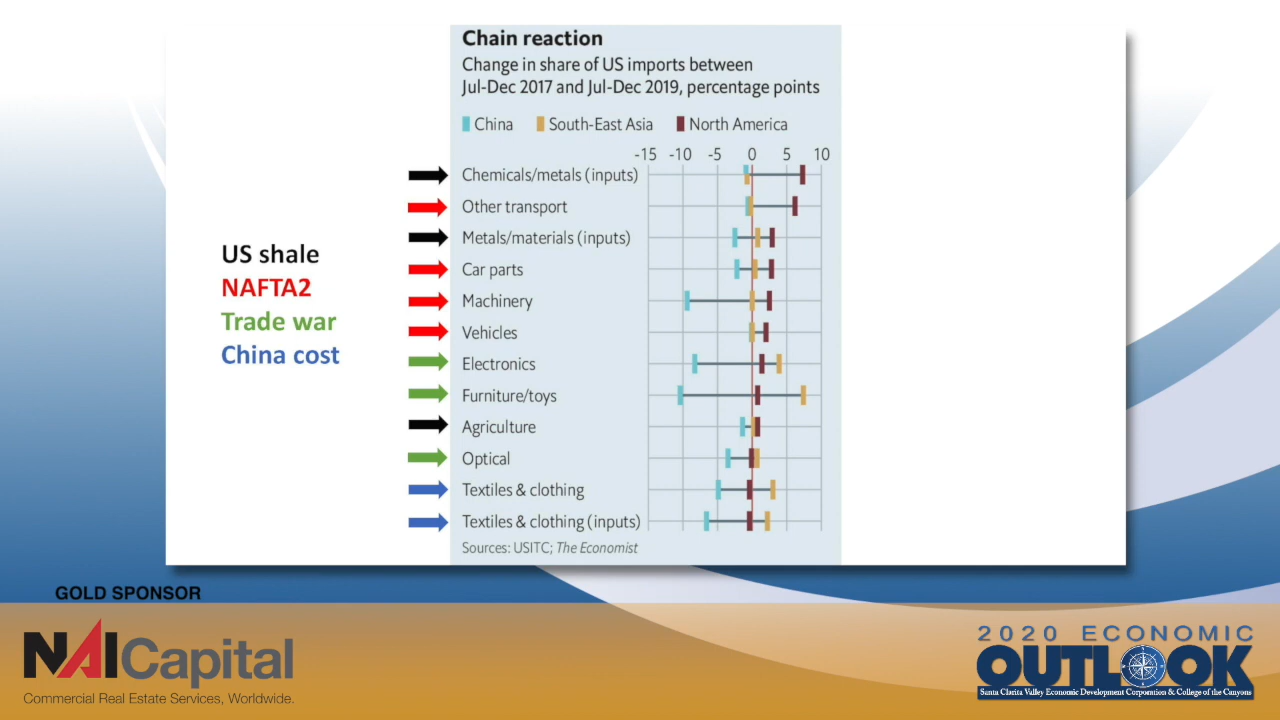 Chain reaction
Change in share of US imports between
Jul-Dec 2017 and Jul-Dec 2019, percentage points
China South-East Asia North America
-15 -10 -5 0 5 10
Chemicals/metals (inputs)
Other transport
Metals/materials (inputs)
Car parts
Machinery
Vehicles
Electronics
Furniture/toys
Agriculture
Optical
Textiles & clothing
Textiles & clothing (inputs)
Sources: USITC; The Economist
US shale
NAFTA2
Trade war
China cost
GOLD SPONSOR
NAICapital
Commercial Real Estate Services, Worldwide.
2020 ECONOMIC
OUTLOOK
Santa Clarita Valley Economic Development Corporation & College of the Canyons